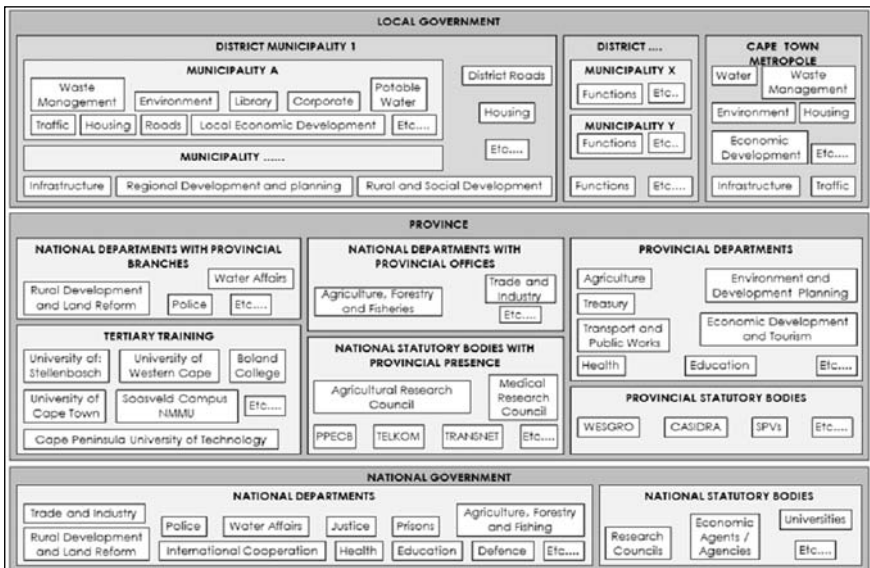 LOCAL GOVERNMENT
DISTRICT MUNICIPALITY 1
MUNICIPALITY A
Waste
Management
Environment
Library
Corporate
Potable
Water
Traffic
Housing
Roads
Local Economic Development
Etc....
MUNICIPALITY ......
District Roads
Housing
Etc....
Infrastructure
Regional Development and planning
Rural and Social Development
DISTRICT ....
MUNICIPALITY X
Functions
Etc..
MUNICIPALITY Y
Functions
Etc..
Functions
Etc....
CAPE TOWN
METROPOLE
Water
Waste
Management
Environment
Housing
Economic
Development
Etc....
Infrastructure
Traffic
PROVINCE
NATIONAL DEPARTMENTS WITH PROVINCIAL
BRANCHES
Water Affairs
Rural Development
and Land Reform
Police
Etc....
NATIONAL DEPARTMENTS WITH
PROVINCIAL OFFICES
Agriculture, Forestry
and Fisheries
Trade and
Industry
Etc....
PROVINCIAL DEPARTMENTS
Agriculture
Environment and
Development Planning
Treasury
Transport and
Public Works
Economic Development
and Tourism
Health
Education
Etc....
TERTIARY TRAINING
University of:
Stellenbosch
University of
Western Cape
Boland
College
University of
Cape Town
Saasveld Campus
NMMU
Etc....
Cape Peninsula University of Technology
NATIONAL STATUTORY BODIES WITH
PROVINCIAL PRESENCE
Agricultural Research
Council
Medical
Research
Council
PPECB
TELKOM
TRANSNET
Etc....
PROVINCIAL STATUTORY BODIES
WESGRO
CASIDRA
SPVs
Etc....
NATIONAL GOVERNMENT
NATIONAL DEPARTMENTS
Trade and Industry
Police
Water Affairs
Justice
Prisons
Agriculture, Forestry
and Fishing
Rural Development
and Land Reform
International Cooperation
Health
Education
Defence
Etc....
NATIONAL STATUTORY BODIES
Research
Councils
Economic
Agents /
Agencies
Universities
Etc....